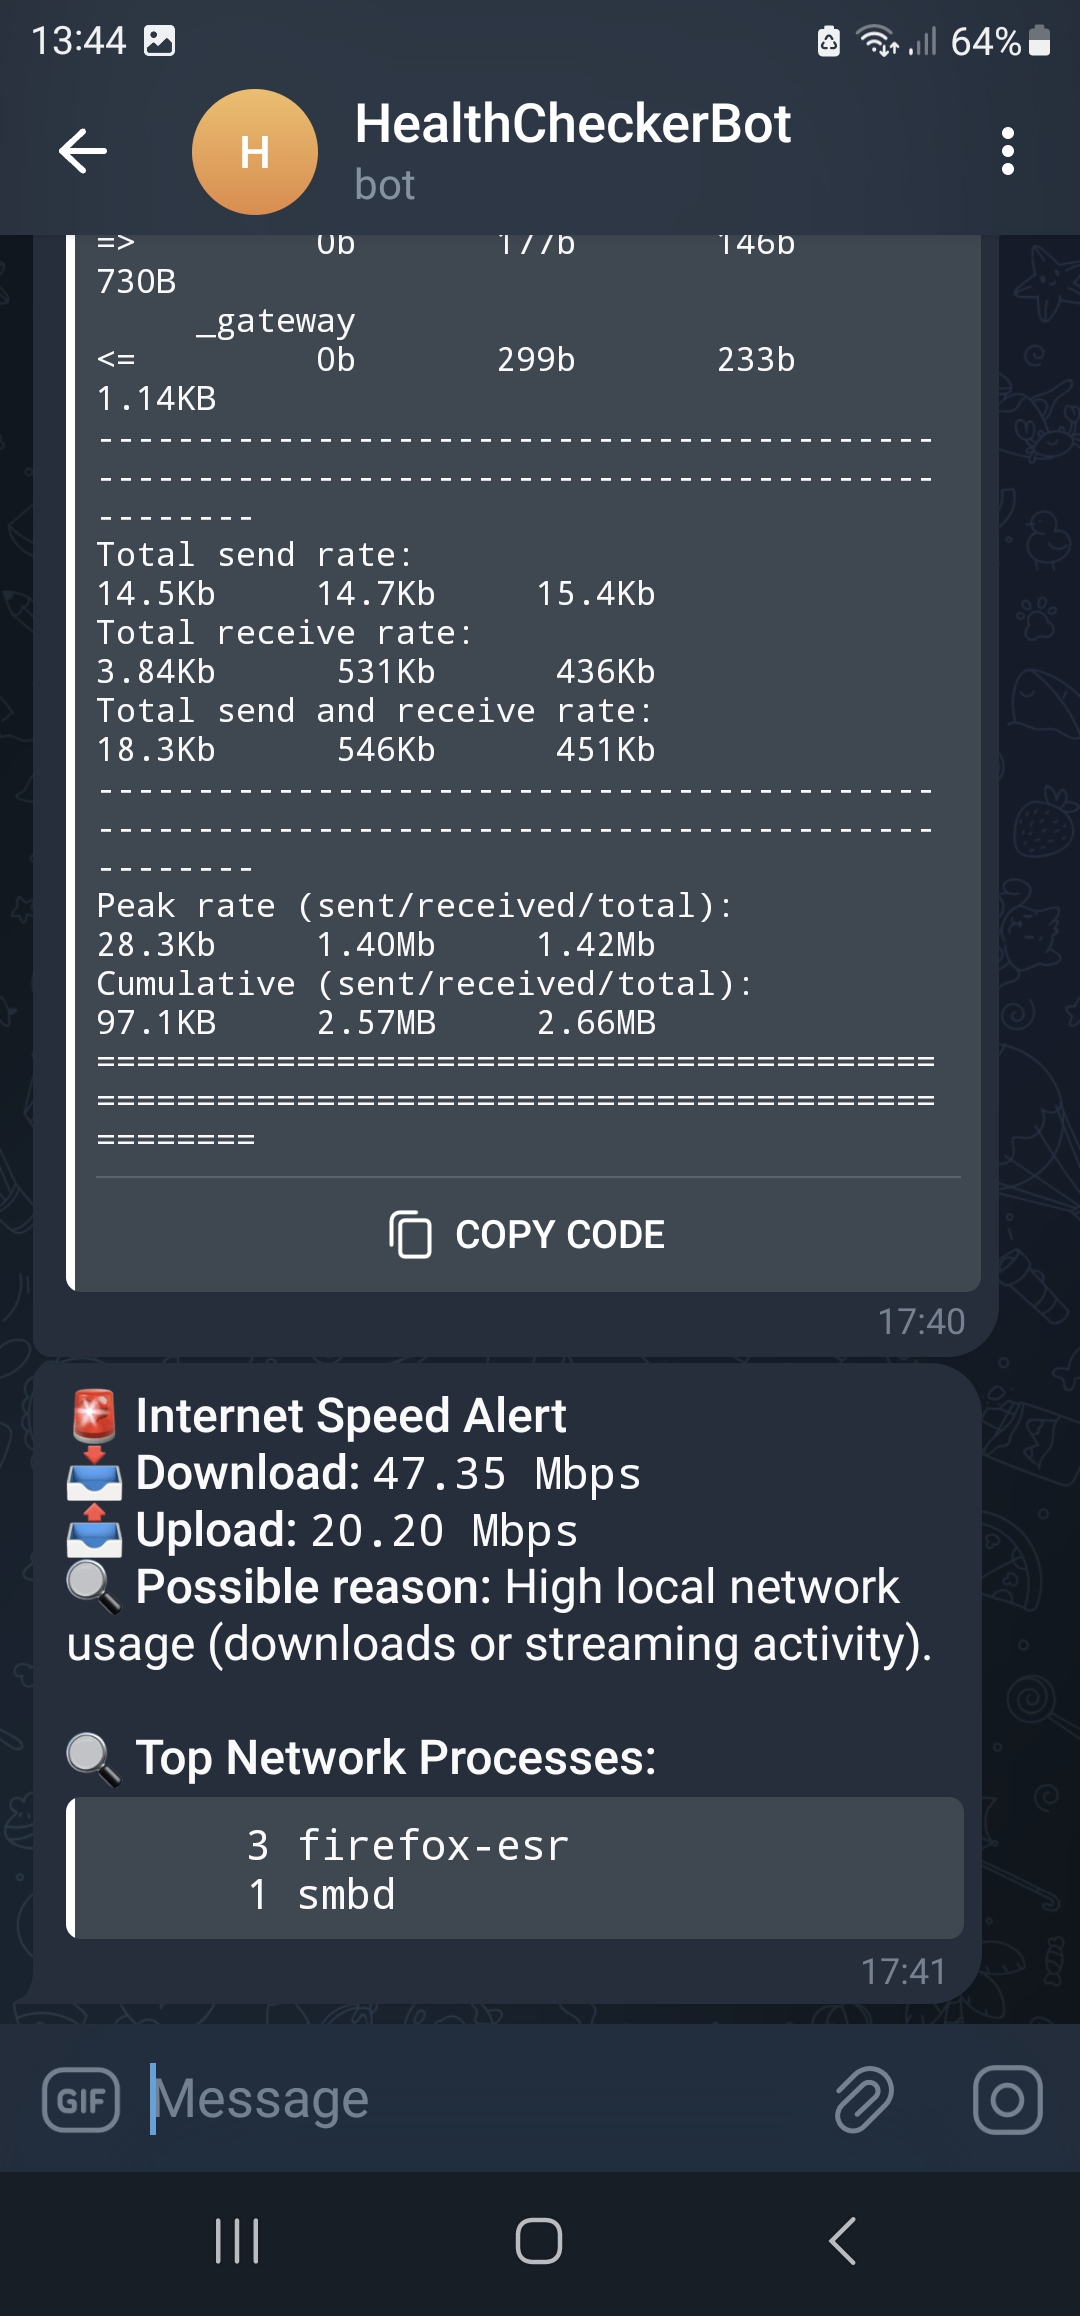 13:44
64%
H
HealthCheckerBot
bot
=> 0b 177b 146b
730B
_gateway
<= 0b 299b 233b
1.14KB
------------------------------------------
------------------------------------------
--------
Total send rate:
14.5Kb 14.7Kb 15.4Kb
Total receive rate:
3.84Kb 531Kb 436Kb
Total send and receive rate:
18.3Kb 546Kb 451Kb
------------------------------------------
------------------------------------------
--------
Peak rate (sent/received/total):
28.3Kb 1.40Mb 1.42Mb
Cumulative (sent/received/total):
97.1KB 2.57MB 2.66MB
==========================================
==========================================
========
COPY CODE
17:40
🚨 Internet Speed Alert
📥 Download: 47.35 Mbps
📤 Upload: 20.20 Mbps
🔍 Possible reason: High local network
usage (downloads or streaming activity).
🔍 Top Network Processes:
3 firefox-esr
1 smbd
17:41
GIF
Message